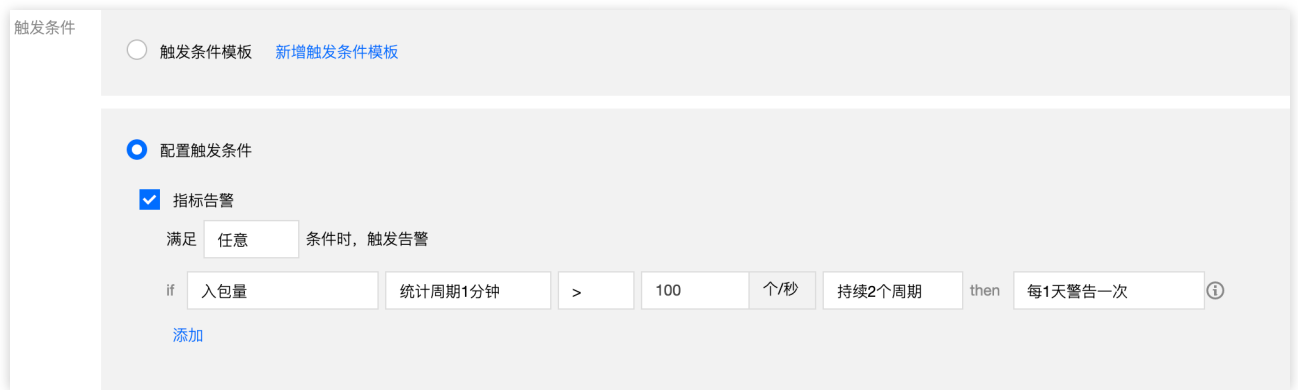 触发条件
触发条件模板 新增触发条件模板
配置触发条件
指标告警
满足 任意 条件时，触发告警
if 入包量 统计周期1分钟 > 100 个/秒 持续2个周期 then 每1天警告一次
添加